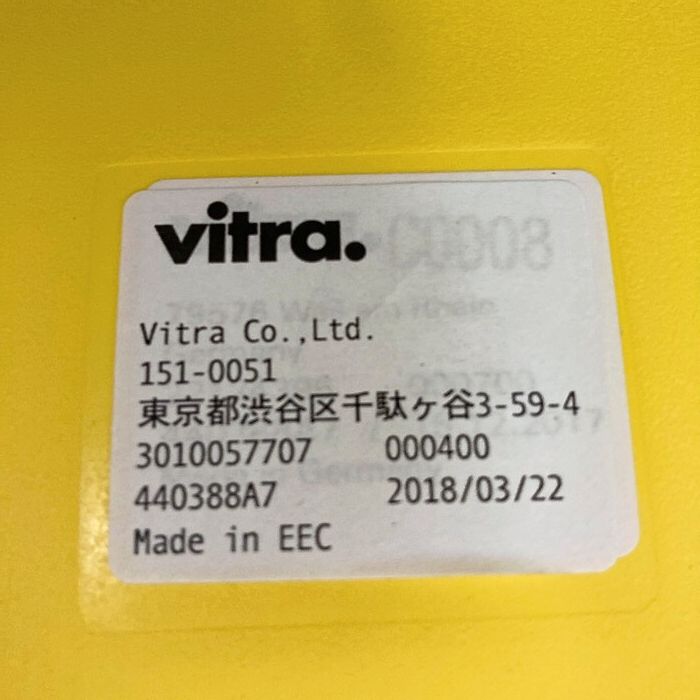 vitra.
Vitra Co.,Ltd.
151-0051
東京都渋谷区千駄ヶ谷3-59-4
3010057707 000400
440388A7 2018/03/22
Made in EEC